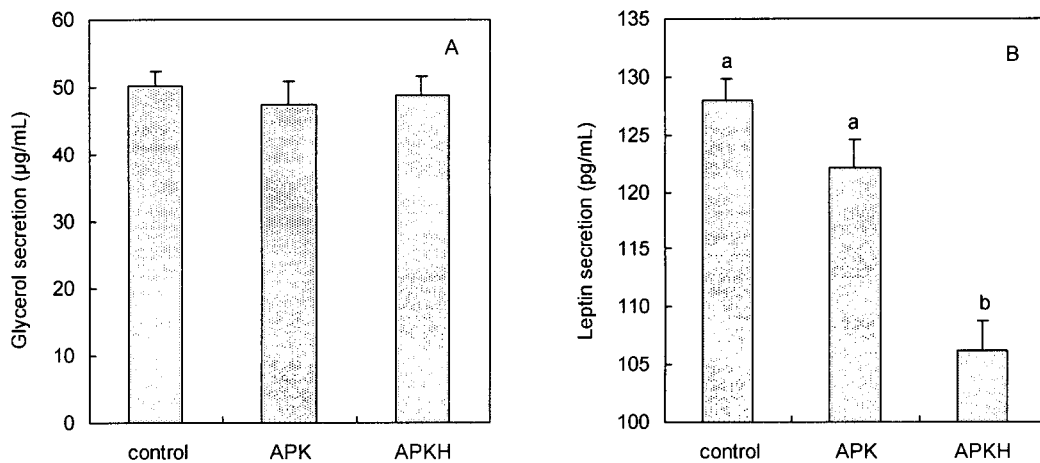 60
50
40
30
20
10
0
Glycerol secretion (µg/mL)
A
control APK APKH
135
130
125
120
115
110
105
100
Leptin secretion (pg/mL)
B
a
a
b
control APK APKH